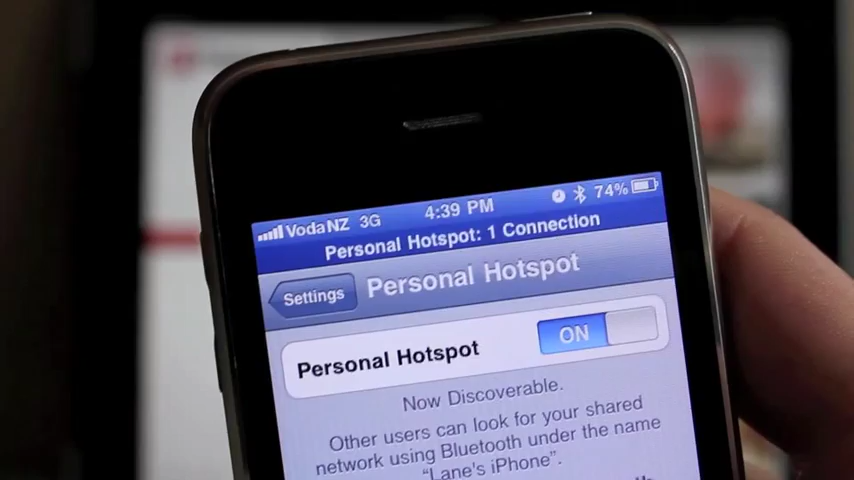 VodaNZ 3G 4:39 PM 74%
Personal Hotspot: 1 Connection
Settings Personal Hotspot
Personal Hotspot ON
Now Discoverable.
Other users can look for your shared
network using Bluetooth under the name
“Lane's iPhone”.